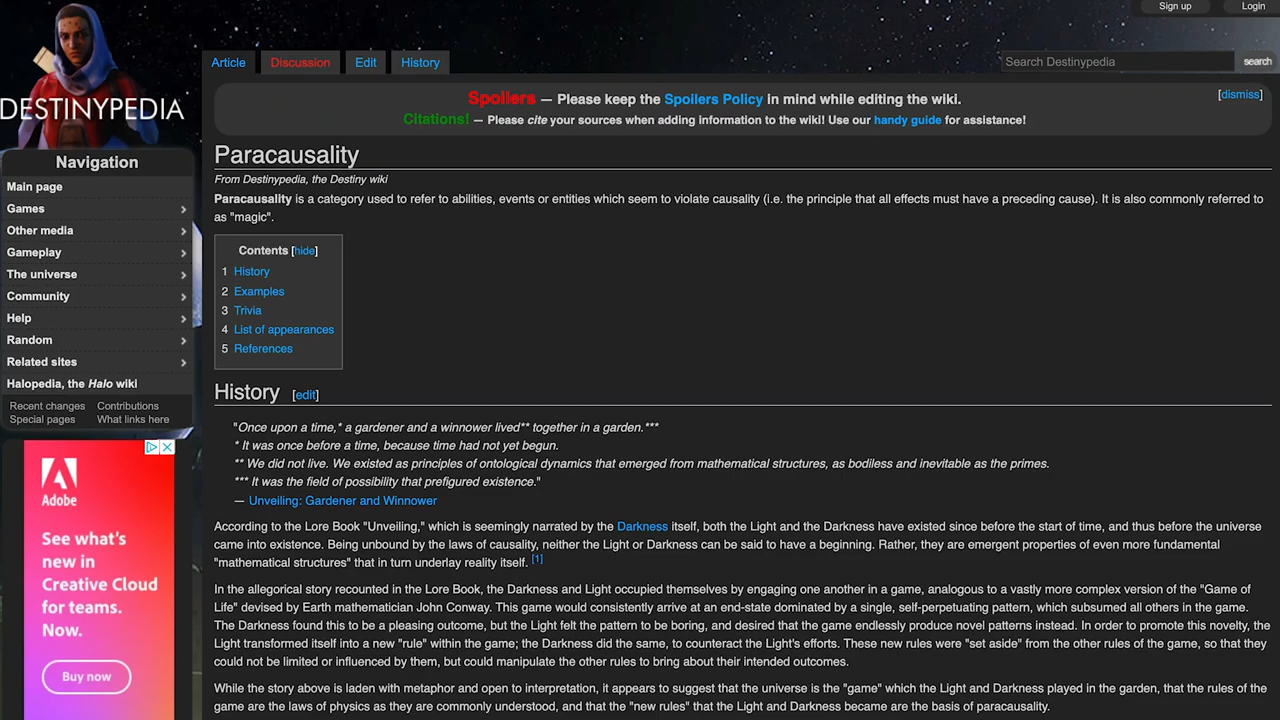 Sign up Login
Article Discussion Edit History
Search Destinypedia search
DESTINYPEDIA
Spoilers — Please keep the Spoilers Policy in mind while editing the wiki.
[dismiss]
Citations! — Please cite your sources when adding information to the wiki! Use our handy guide for assistance!
Navigation
Main page
Games
Other media
Gameplay
The universe
Community
Help
Random
Related sites
Halopedia, the Halo wiki
Recent changes Contributions
Special pages What links here
Adobe
See what's
new in
Creative Cloud
for teams.
Now.
Buy now
Paracausality
From Destinypedia, the Destiny wiki
Paracausality is a category used to refer to abilities, events or entities which seem to violate causality (i.e. the principle that all effects must have a preceding cause). It is also commonly referred to
as "magic".
Contents [hide]
1 History
2 Examples
3 Trivia
4 List of appearances
5 References
History [edit]
"Once upon a time,* a gardener and a winnower lived** together in a garden.***
* It was once before a time, because time had not yet begun.
** We did not live. We existed as principles of ontological dynamics that emerged from mathematical structures, as bodiless and inevitable as the primes.
*** It was the field of possibility that prefigured existence."
— Unveiling: Gardener and Winnower
According to the Lore Book "Unveiling," which is seemingly narrated by the Darkness itself, both the Light and the Darkness have existed since before the start of time, and thus before the universe
came into existence. Being unbound by the laws of causality, neither the Light or Darkness can be said to have a beginning. Rather, they are emergent properties of even more fundamental
"mathematical structures" that in turn underlay reality itself. [1]
In the allegorical story recounted in the Lore Book, the Darkness and Light occupied themselves by engaging one another in a game, analogous to a vastly more complex version of the "Game of
Life" devised by Earth mathematician John Conway. This game would consistently arrive at an end-state dominated by a single, self-perpetuating pattern, which subsumed all others in the game.
The Darkness found this to be a pleasing outcome, but the Light felt the pattern to be boring, and desired that the game endlessly produce novel patterns instead. In order to promote this novelty, the
Light transformed itself into a new "rule" within the game; the Darkness did the same, to counteract the Light's efforts. These new rules were "set aside" from the other rules of the game, so that they
could not be limited or influenced by them, but could manipulate the other rules to bring about their intended outcomes.
While the story above is laden with metaphor and open to interpretation, it appears to suggest that the universe is the "game" which the Light and Darkness played in the garden, that the rules of the
game are the laws of physics as they are commonly understood, and that the "new rules" that the Light and Darkness became are the basis of paracausality.